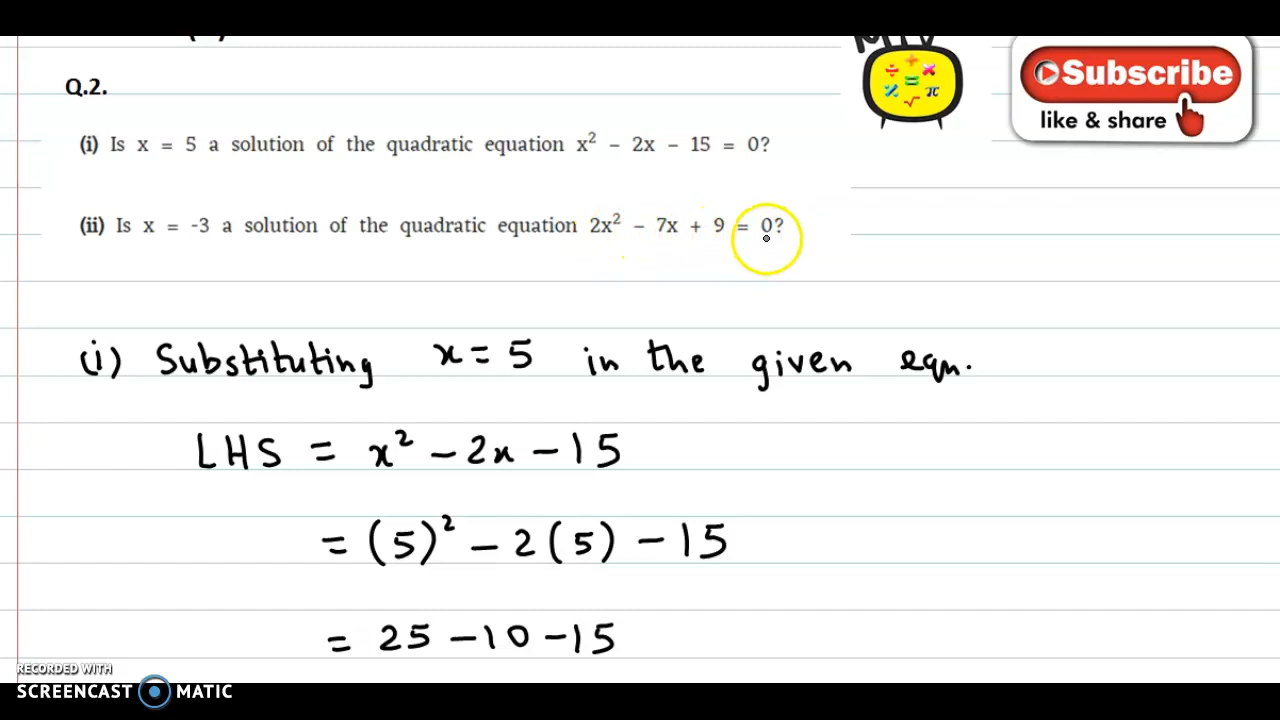 MTV
Subscribe
like & share
Q.2.
(i) Is x = 5 a solution of the quadratic equation x² - 2x - 15 = 0?
(ii) Is x = -3 a solution of the quadratic equation 2x² - 7x + 9 = 0?
(i) Substituting x = 5 in the given eqn.
LHS = x² - 2x - 15
= (5)² - 2(5) - 15
= 25 - 10 - 15
RECORDED WITH
SCREENCAST MATIC